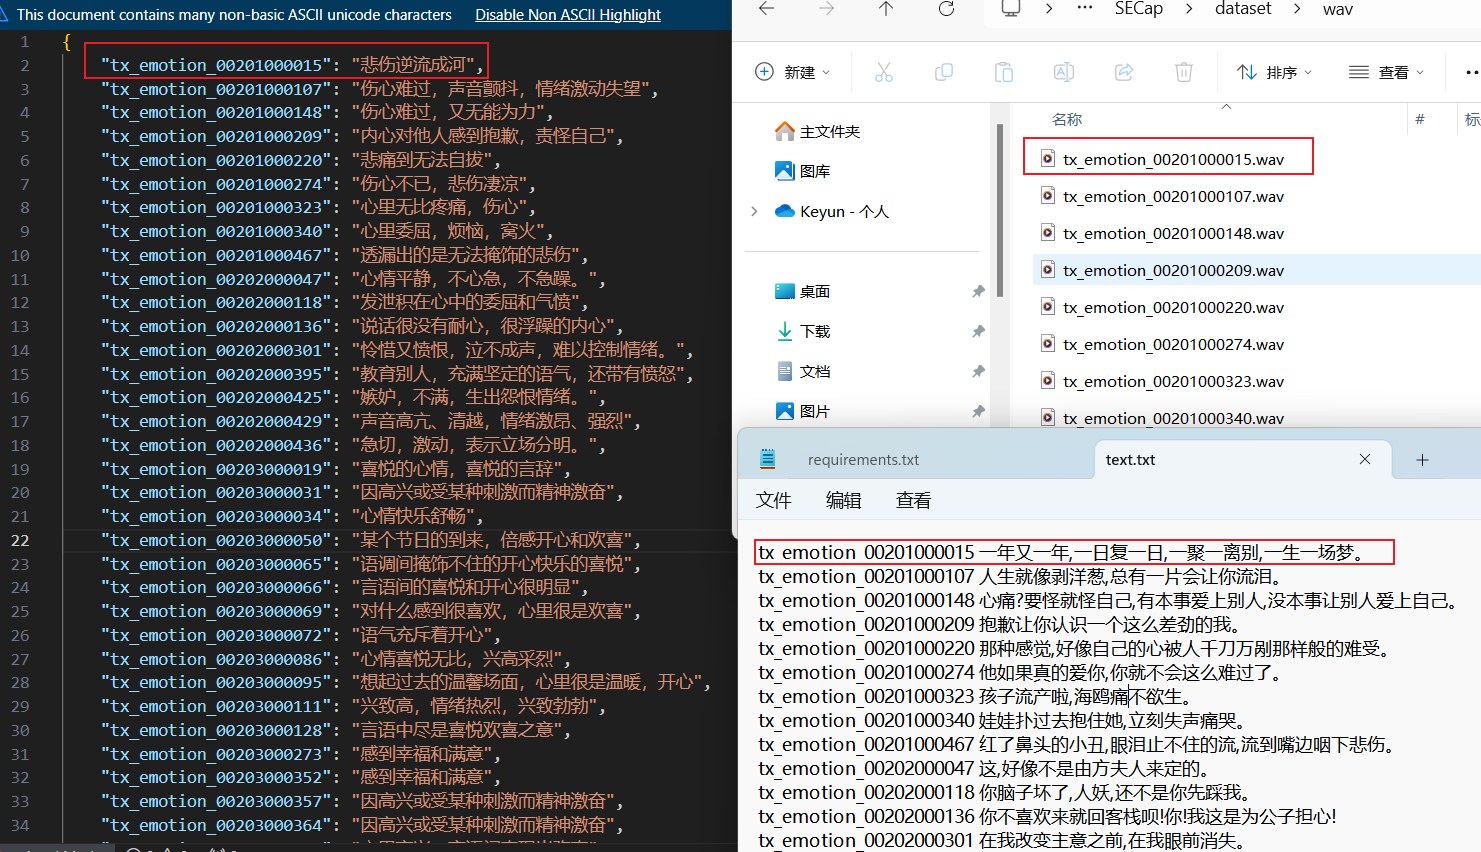 This document contains many non-basic ASCII unicode characters Disable Non ASCII Highlight
1 {
2 "tx_emotion_00201000015": "悲伤逆流成河",
3 "tx_emotion_00201000107": "伤心难过，声音颤抖，情绪激动失望",
4 "tx_emotion_00201000148": "伤心难过，又无能为力",
5 "tx_emotion_00201000209": "内心对他人感到抱歉，责怪自己",
6 "tx_emotion_00201000220": "悲痛到无法自拔",
7 "tx_emotion_00201000274": "伤心不已，悲伤凄凉",
8 "tx_emotion_00201000323": "心里无比疼痛，伤心",
9 "tx_emotion_00201000340": "心里委屈，烦恼，窝火",
10 "tx_emotion_00201000467": "透漏出的是无法掩饰的悲伤",
11 "tx_emotion_00202000047": "心情平静，不心急，不急躁。",
12 "tx_emotion_00202000118": "发泄积在心中的委屈和气愤",
13 "tx_emotion_00202000136": "说话很没有耐心，很浮躁的内心",
14 "tx_emotion_00202000301": "怜惜又愤恨，泣不成声，难以控制情绪。",
15 "tx_emotion_00202000395": "教育别人，充满坚定的语气，还带有愤怒",
16 "tx_emotion_00202000425": "嫉妒，不满，生出怨恨情绪。",
17 "tx_emotion_00202000429": "声音高亢、清越，情绪激昂、强烈",
18 "tx_emotion_00202000436": "急切，激动，表示立场分明。",
19 "tx_emotion_00203000019": "喜悦的心情，喜悦的言辞",
20 "tx_emotion_00203000031": "因高兴或受某种刺激而精神激奋",
21 "tx_emotion_00203000034": "心情快乐舒畅",
22 "tx_emotion_00203000050": "某个节日的到来，倍感开心和欢喜",
23 "tx_emotion_00203000065": "语调间掩饰不住的开心快乐的喜悦",
24 "tx_emotion_00203000066": "言语间的喜悦和开心很明显",
25 "tx_emotion_00203000069": "对什么感到很喜欢，心里很是欢喜",
26 "tx_emotion_00203000072": "语气充斥着开心",
27 "tx_emotion_00203000086": "心情喜悦无比，兴高采烈",
28 "tx_emotion_00203000095": "想起过去的温馨场面，心里很是温暖，开心",
29 "tx_emotion_00203000111": "兴致高，情绪热烈，兴致勃勃",
30 "tx_emotion_00203000128": "言语中尽是喜悦欢喜之意",
31 "tx_emotion_00203000273": "感到幸福和满意",
32 "tx_emotion_00203000352": "感到幸福和满意",
33 "tx_emotion_00203000357": "因高兴或受某种刺激而精神激奋",
34 "tx_emotion_00203000364": "因高兴或受某种刺激而精神激奋",
SECap > dataset > wav
新建 排序 查看
名称 #
主文件夹
图库
Keyun - 个人
桌面
下载
文档
图片
tx_emotion_00201000015.wav
tx_emotion_00201000107.wav
tx_emotion_00201000148.wav
tx_emotion_00201000209.wav
tx_emotion_00201000220.wav
tx_emotion_00201000274.wav
tx_emotion_00201000323.wav
tx_emotion_00201000340.wav
requirements.txt text.txt
文件 编辑 查看
tx_emotion_00201000015 一年又一年,一日复一日,一聚一离别,一生一场梦。
tx_emotion_00201000107 人生就像剥洋葱,总有一片会让你流泪。
tx_emotion_00201000148 心痛?要怪就怪自己,有本事爱上别人,没本事让别人爱上自己。
tx_emotion_00201000209 抱歉让你认识一个这么差劲的我。
tx_emotion_00201000220 那种感觉,好像自己的心被人千刀万剐那样般的难受。
tx_emotion_00201000274 他如果真的爱你,你就不会这么难过了。
tx_emotion_00201000323 孩子流产啦,海鸥痛不欲生。
tx_emotion_00201000340 娃娃扑过去抱住她,立刻失声痛哭。
tx_emotion_00201000467 红了鼻头的小丑,眼泪止不住的流,流到嘴边咽下悲伤。
tx_emotion_00202000047 这,好像不是由方夫人来定的。
tx_emotion_00202000118 你脑子坏了,人妖,还不是你先踩我。
tx_emotion_00202000136 你不喜欢来就回客栈呗!你!我这是为公子担心!
tx_emotion_00202000301 在我改变主意之前,在我眼前消失。